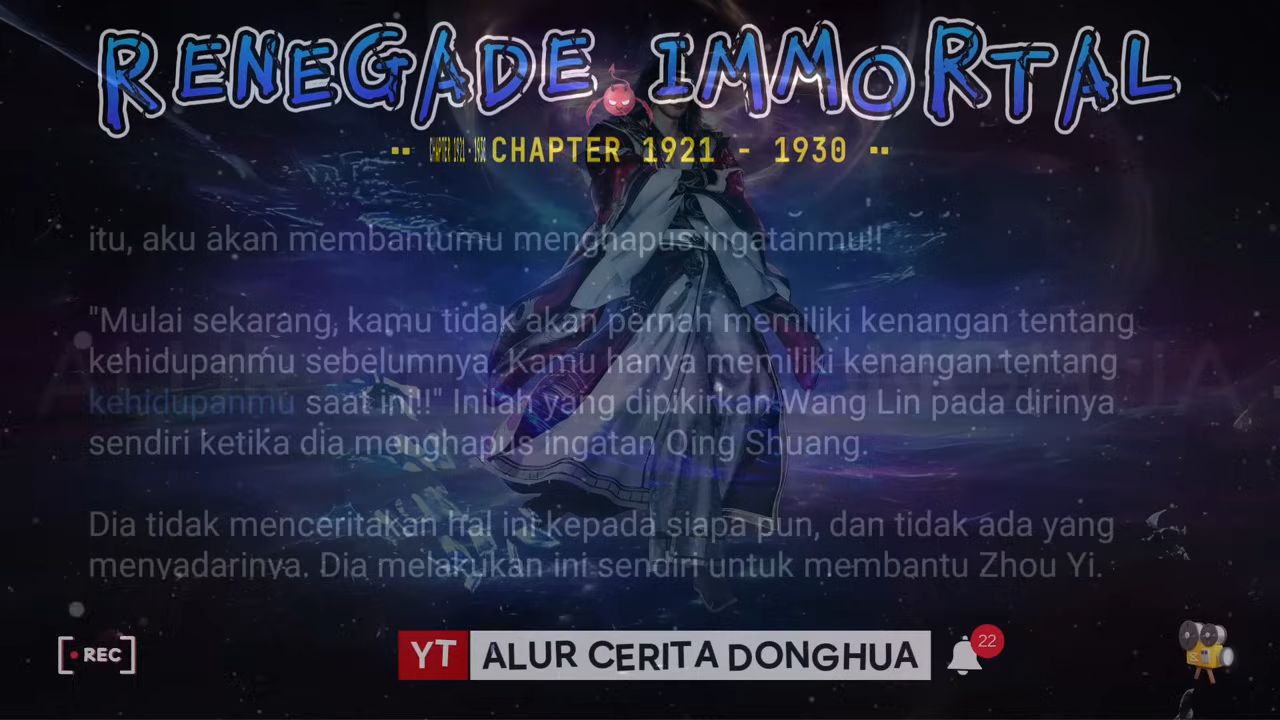 RENEGADE IMMORTAL
CHAPTER 1921 - 1930 CHAPTER 1921 - 1930
itu, aku akan membantumu menghapus ingatanmu!!
"Mulai sekarang, kamu tidak akan pernah memiliki kenangan tentang
kehidupanmu sebelumnya. Kamu hanya memiliki kenangan tentang
kehidupanmu saat ini!!" Inilah yang dipikirkan Wang Lin pada dirinya
sendiri ketika dia menghapus ingatan Qing Shuang.
Dia tidak menceritakan hal ini kepada siapa pun, dan tidak ada yang
menyadarinya. Dia melakukan ini sendiri untuk membantu Zhou Yi.
REC
YT ALUR CERITA DONGHUA
22